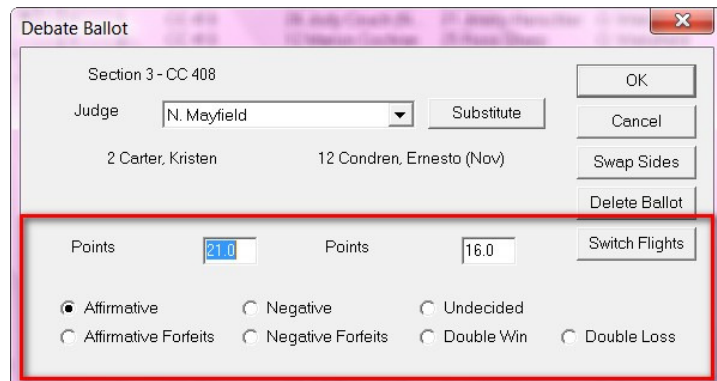 Debate Ballot
Section 3 - CC 408
OK
Judge N. Mayfield Substitute
Cancel
2 Carter, Kristen 12 Condren, Ernesto (Nov)
Swap Sides
Delete Ballot
Points 21.0 Points 16.0
Switch Flights
Affirmative Negative Undecided
Affirmative Forfeits Negative Forfeits Double Win Double Loss